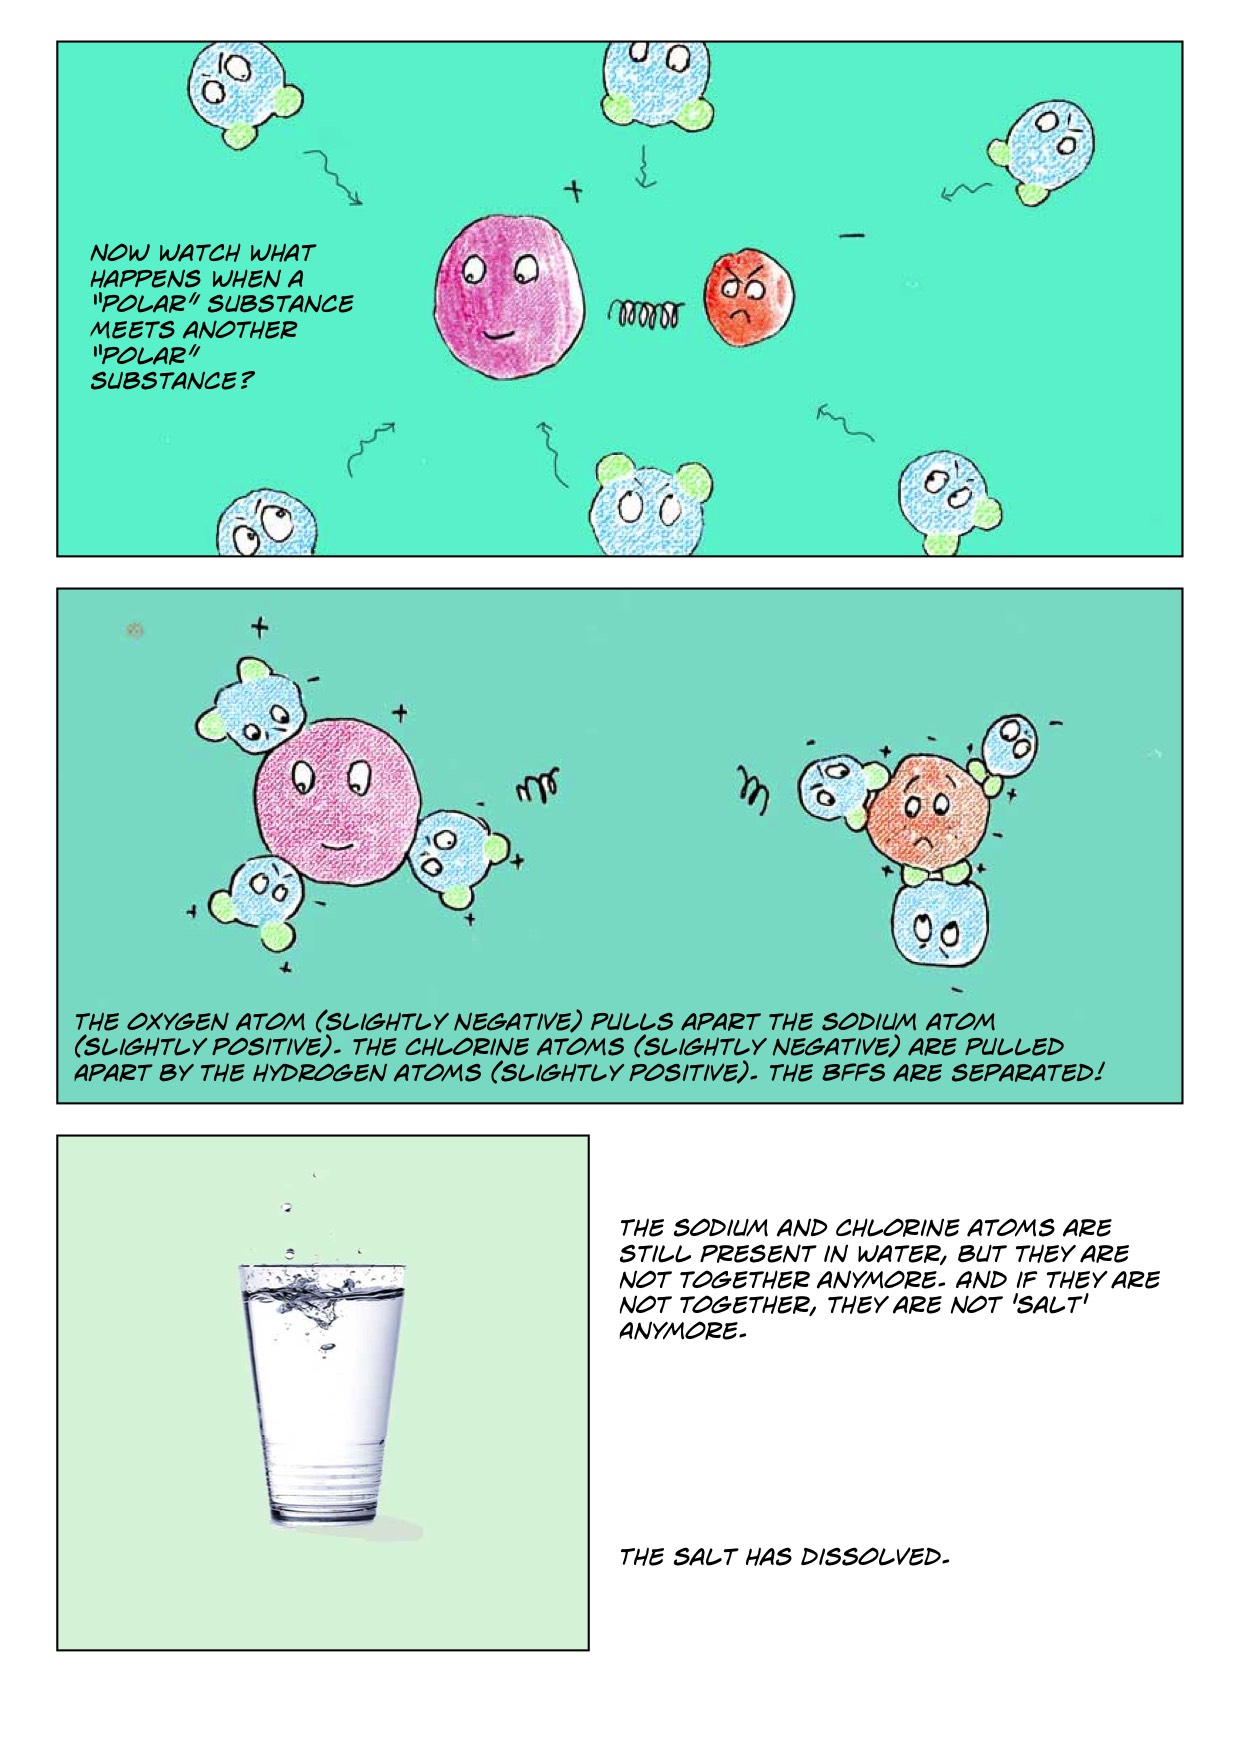 +
-
NOW WATCH WHAT
HAPPENS WHEN A
"POLAR" SUBSTANCE
MEETS ANOTHER
"POLAR"
SUBSTANCE?
+
-
+
-
+
-
+
-
+
+
-
+
-
-
+
-
-
+
-
+
+
-
THE OXYGEN ATOM (SLIGHTLY NEGATIVE) PULLS APART THE SODIUM ATOM
(SLIGHTLY POSITIVE). THE CHLORINE ATOMS (SLIGHTLY NEGATIVE) ARE PULLED
APART BY THE HYDROGEN ATOMS (SLIGHTLY POSITIVE). THE BFFS ARE SEPARATED!
THE SODIUM AND CHLORINE ATOMS ARE
STILL PRESENT IN WATER, BUT THEY ARE
NOT TOGETHER ANYMORE. AND IF THEY ARE
NOT TOGETHER, THEY ARE NOT 'SALT'
ANYMORE.
THE SALT HAS DISSOLVED.